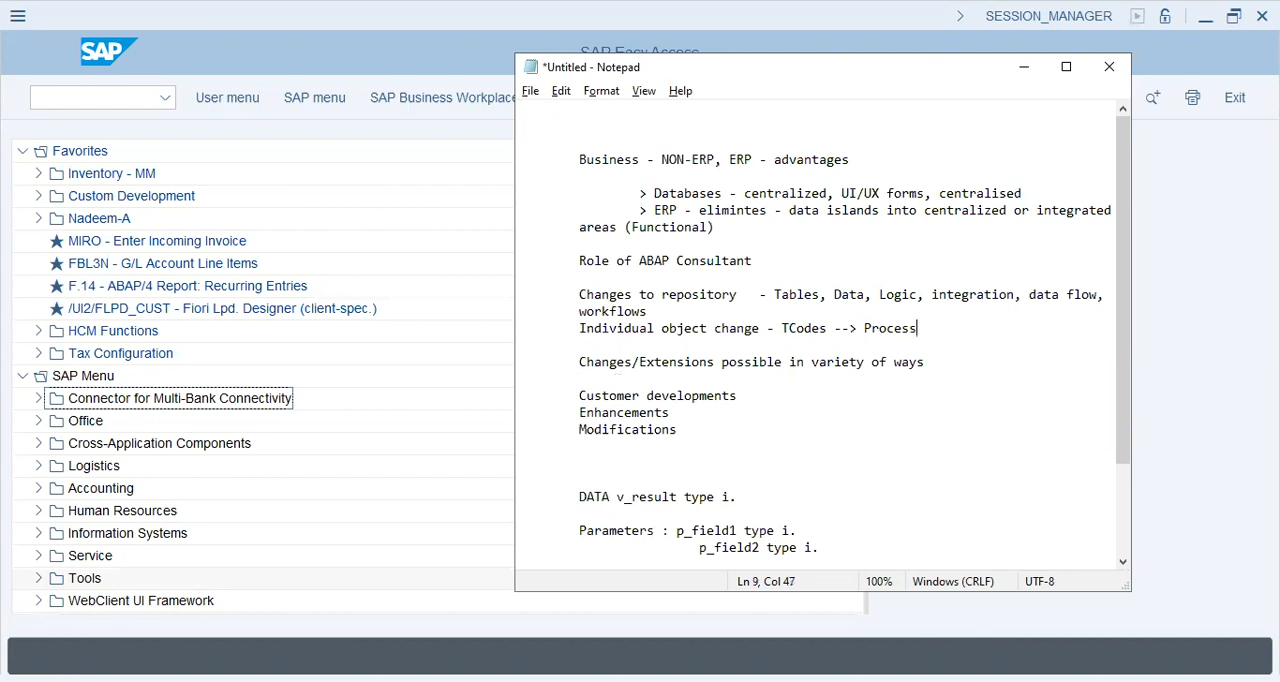 SESSION_MANAGER
SAP
SAP Easy Access
User menu
SAP menu
SAP Business Workplace
Exit
Favorites
Inventory - MM
Custom Development
Nadeem-A
MIRO - Enter Incoming Invoice
FBL3N - G/L Account Line Items
F.14 - ABAP/4 Report: Recurring Entries
/UI2/FLPD_CUST - Fiori Lpd. Designer (client-spec.)
HCM Functions
Tax Configuration
SAP Menu
Connector for Multi-Bank Connectivity
Office
Cross-Application Components
Logistics
Accounting
Human Resources
Information Systems
Service
Tools
WebClient UI Framework
*Untitled - Notepad
File Edit Format View Help
Business - NON-ERP, ERP - advantages
> Databases - centralized, UI/UX forms, centralised
> ERP - elimintes - data islands into centralized or integrated
areas (Functional)
Role of ABAP Consultant
Changes to repository - Tables, Data, Logic, integration, data flow,
workflows
Individual object change - TCodes --> Process
Changes/Extensions possible in variety of ways
Customer developments
Enhancements
Modifications
DATA v_result type i.
Parameters : p_field1 type i.
p_field2 type i.
Ln 9, Col 47
100%
Windows (CRLF)
UTF-8